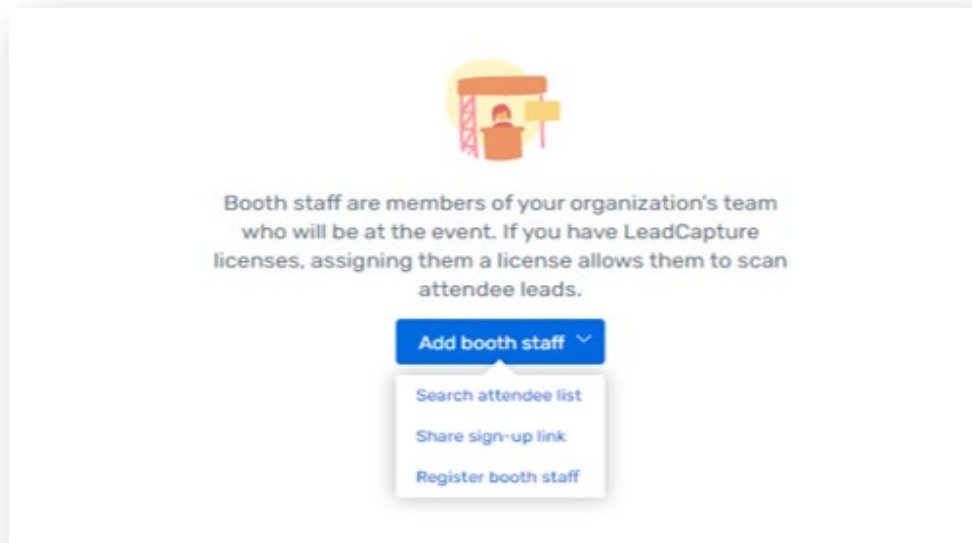 Booth staff are members of your organization's team
who will be at the event. If you have LeadCapture
licenses, assigning them a license allows them to scan
attendee leads.
Add booth staff
Search attendee list
Share sign-up link
Register booth staff